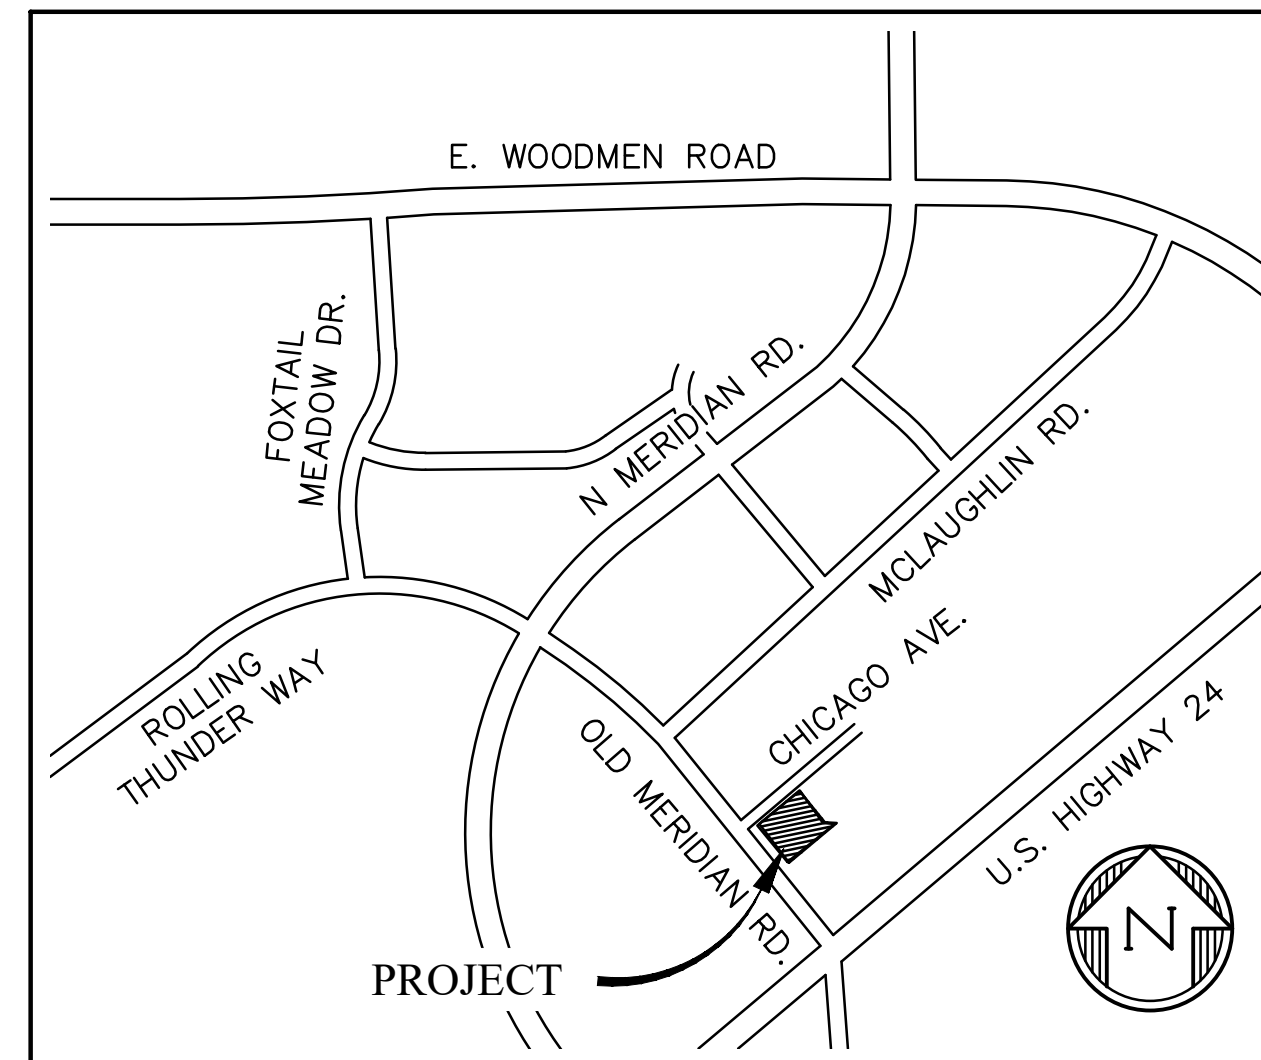 E. WOODMEN ROAD
FOXTAIL
MEADOW DR.
N MERIDIAN RD.
MCLAUGHLIN RD.
CHICAGO AVE.
ROLLING
THUNDER WAY
OLD MERIDIAN RD.
U.S. HIGHWAY 24
N
PROJECT